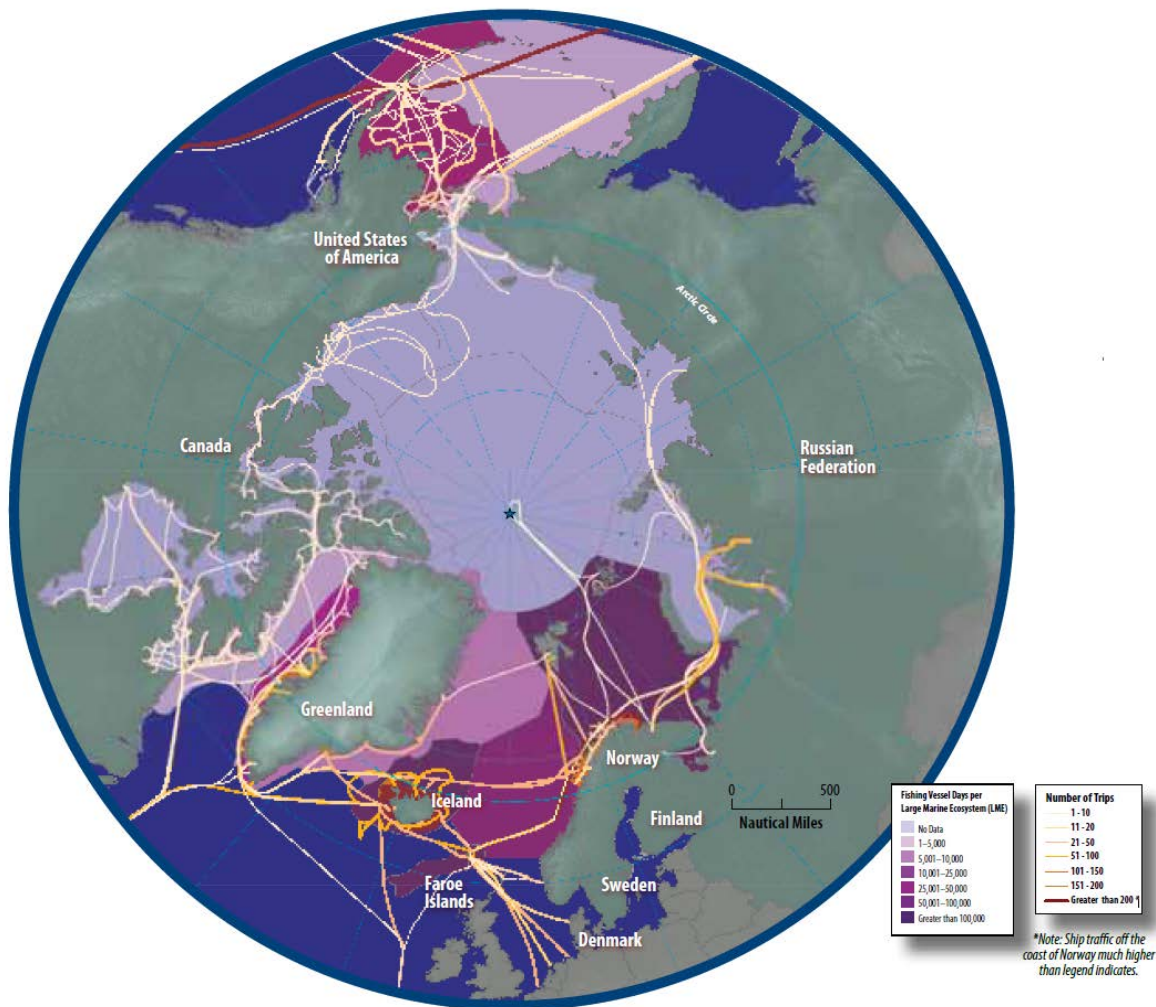 United States
of America
Arctic Circle
Canada
Russian
Federation
Greenland
Norway
Iceland
0 500
Nautical Miles
Finland
Faroe
Islands
Sweden
Denmark
Fishing Vessel Days per
Large Marine Ecosystem (LME)
No Data
1–5,000
5,001–10,000
10,001–25,000
25,001–50,000
50,001–100,000
Greater than 100,000
Number of Trips
1 - 10
11 - 20
21 - 50
51 - 100
101 - 150
151 - 200
Greater than 200
*Note: Ship traffic off the
coast of Norway much higher
than legend indicates.